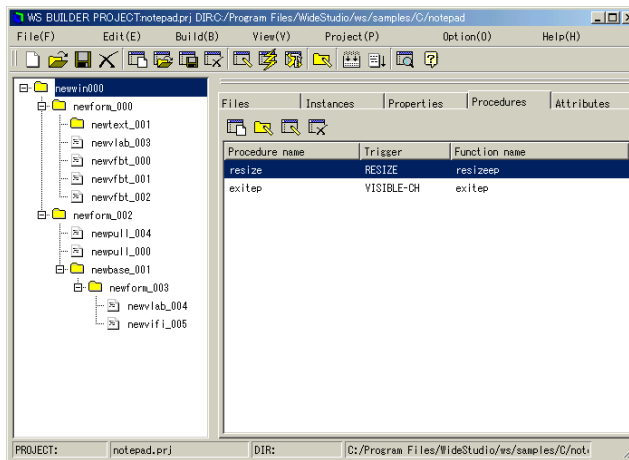 WS BUILDER PROJECT:notepad.prj DIRC:/Program Files/WideStudio/ws/samples/C/notepad
File(F) Edit(E) Build(B) View(V) Project(P) Option(O) Help(H)
newwin000
newform_000
newtext_001
newvlab_003
newvfbt_000
newvfbt_001
newvfbt_002
newform_002
newpull_004
newpull_000
newbase_001
newform_003
newvlab_004
newvifi_005
Files Instances Properties Procedures Attributes
Procedure name Trigger Function name
resize RESIZE resizeep
exitep VISIBLE-CH exitep
PROJECT: notepad.prj DIR: C:/Program Files/WideStudio/ws/samples/C/note